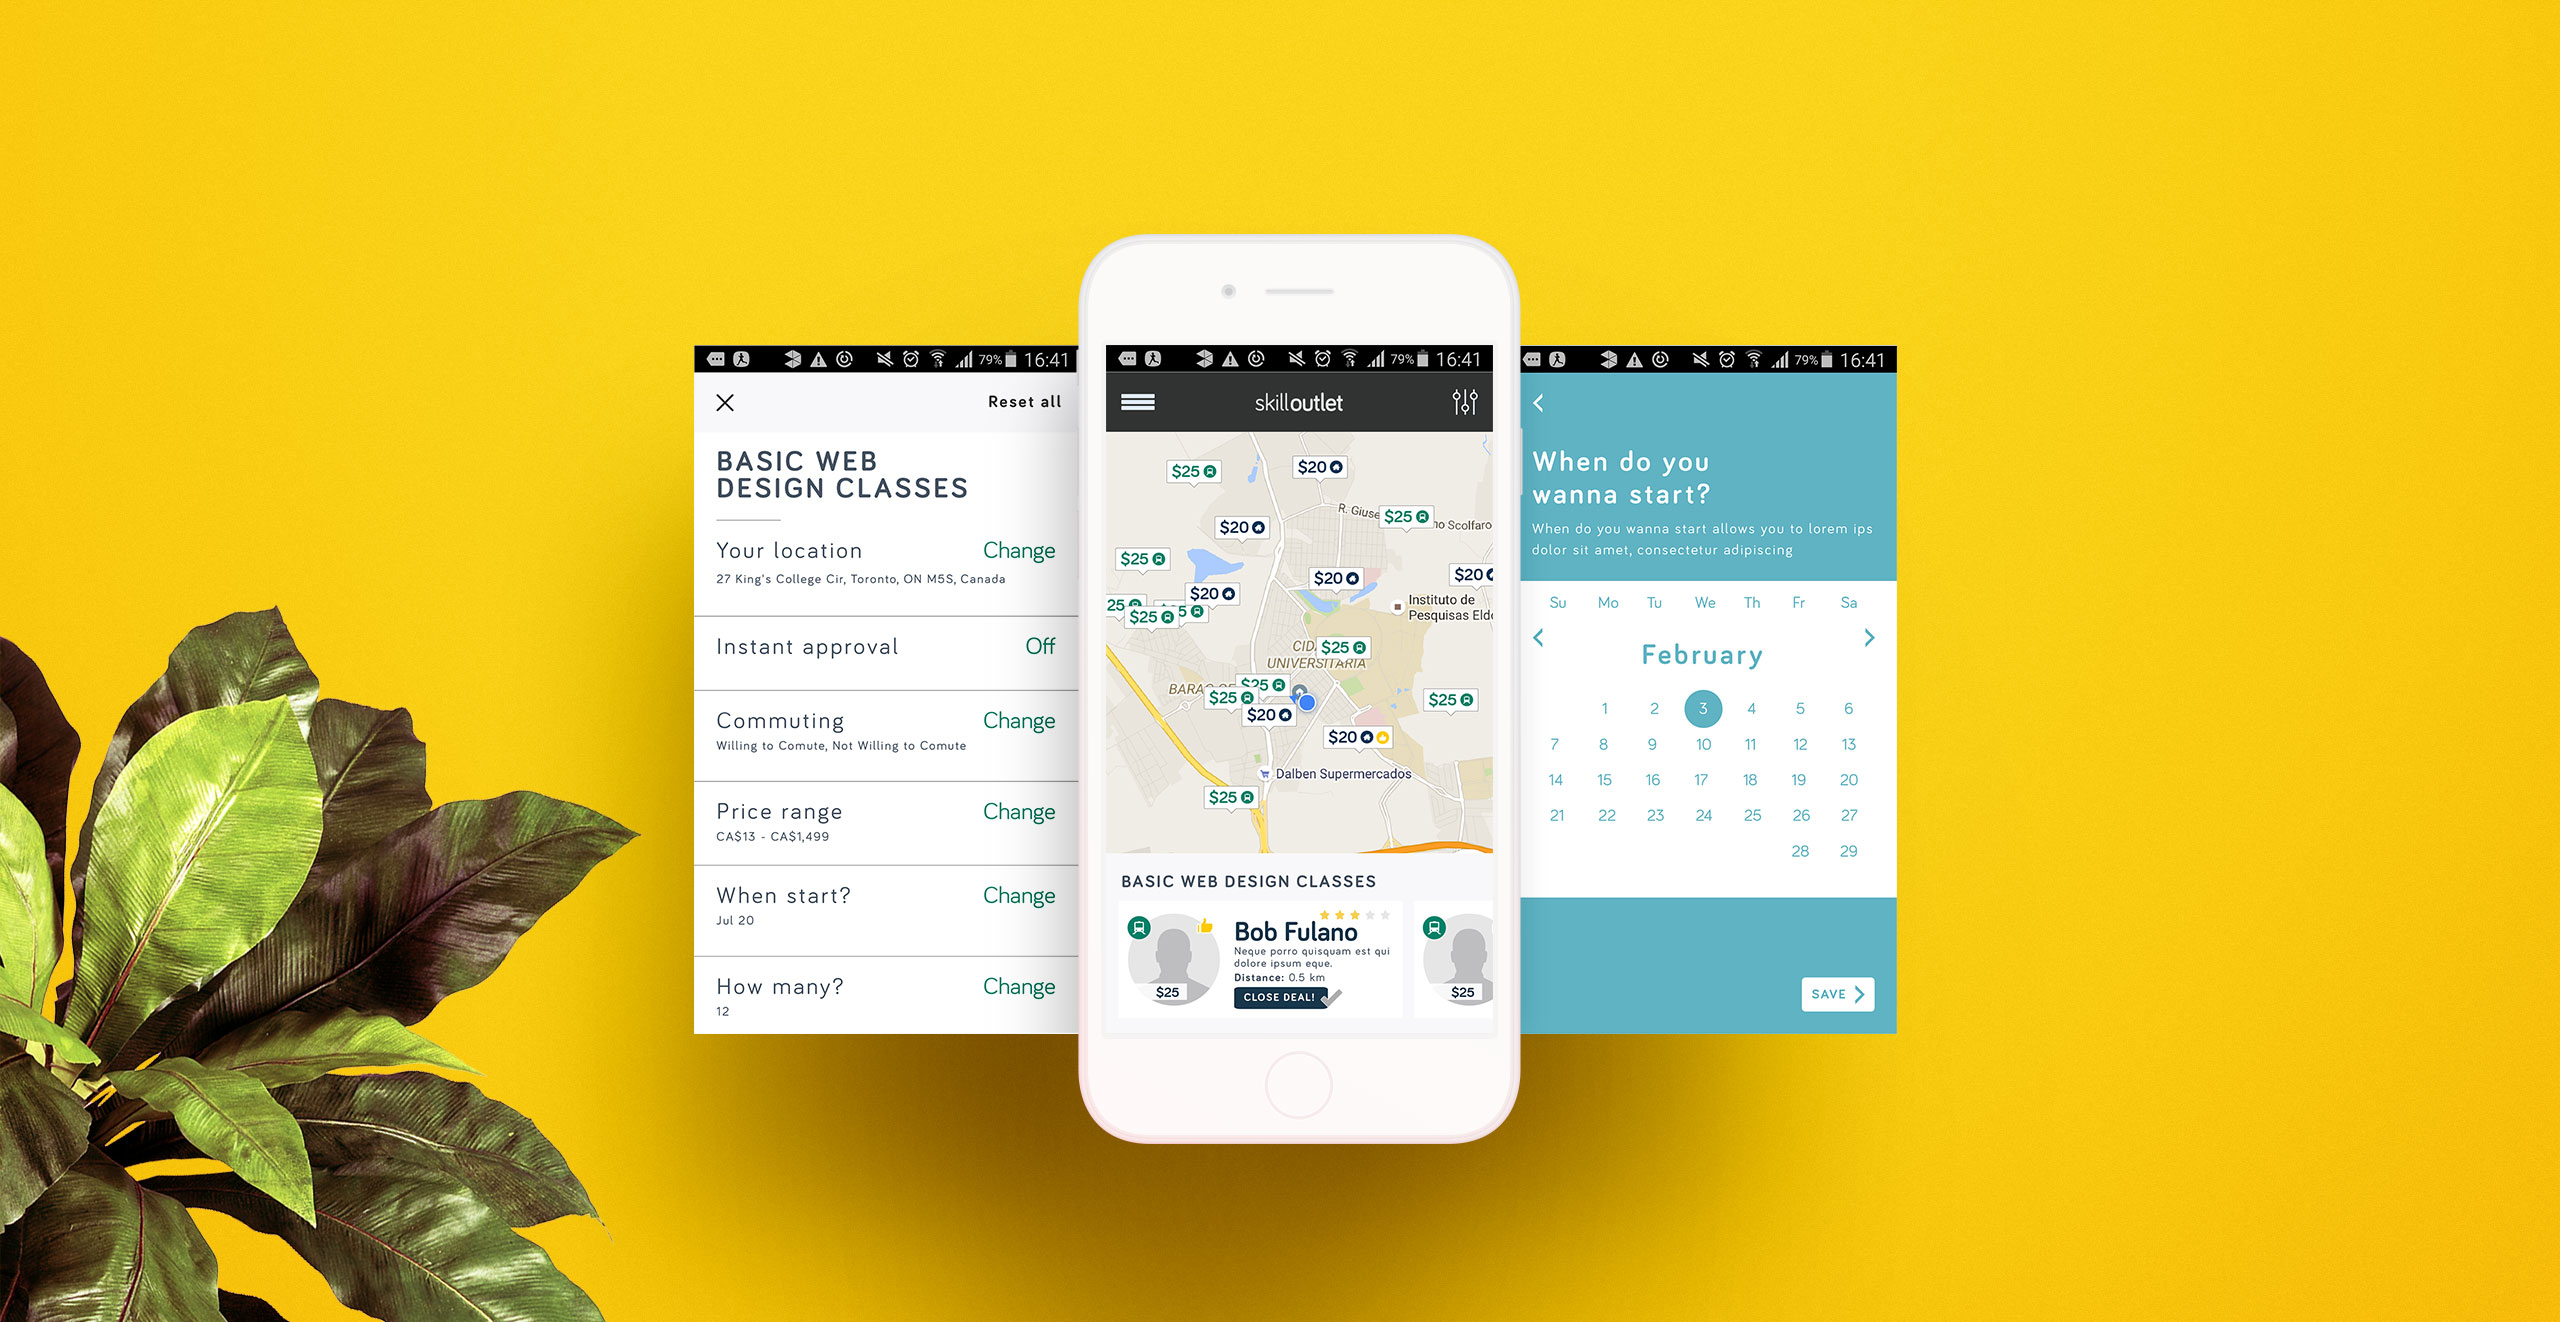 79% 16:41
Reset all
BASIC WEB
DESIGN CLASSES
Your location Change
27 King's College Cir, Toronto, ON M5S, Canada
Instant approval Off
Commuting Change
Willing to Comute, Not Willing to Comute
Price range Change
CA$13 - CA$1,499
When start? Change
Jul 20
How many? Change
12
79% 16:41
skilloutlet
$25
$20
R. Giuse
$25
no Scolfaro
$20
$25
$20
$20
$20
Instituto de
Pesquisas Eldo
25
5
$25
CID
$25
UNIVERSITARIA
BARAO GE
$25
$25
$20
$25
$20
Dalben Supermercados
$25
BASIC WEB DESIGN CLASSES
Bob Fulano
Neque porro quisquam est qui
dolore ipsum eque.
Distance: 0.5 km
$25
CLOSE DEAL!
$25
79% 16:41
When do you
wanna start?
When do you wanna start allows you to lorem ips
dolor sit amet, consectetur adipiscing
Su Mo Tu We Th Fr Sa
February
1 2 3 4 5 6
7 8 9 10 11 12 13
14 15 16 17 18 19 20
21 22 23 24 25 26 27
28 29
SAVE